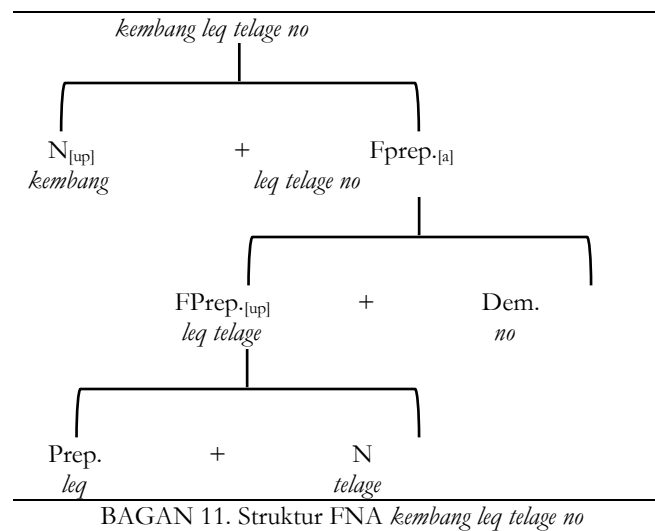 kembang leq telage no
N[up] + Fprep.[a]
kembang leq telage no
FPrep.[up] + Dem.
leq telage no
Prep. + N
leq telage
BAGAN 11. Struktur FNA kembang leq telage no